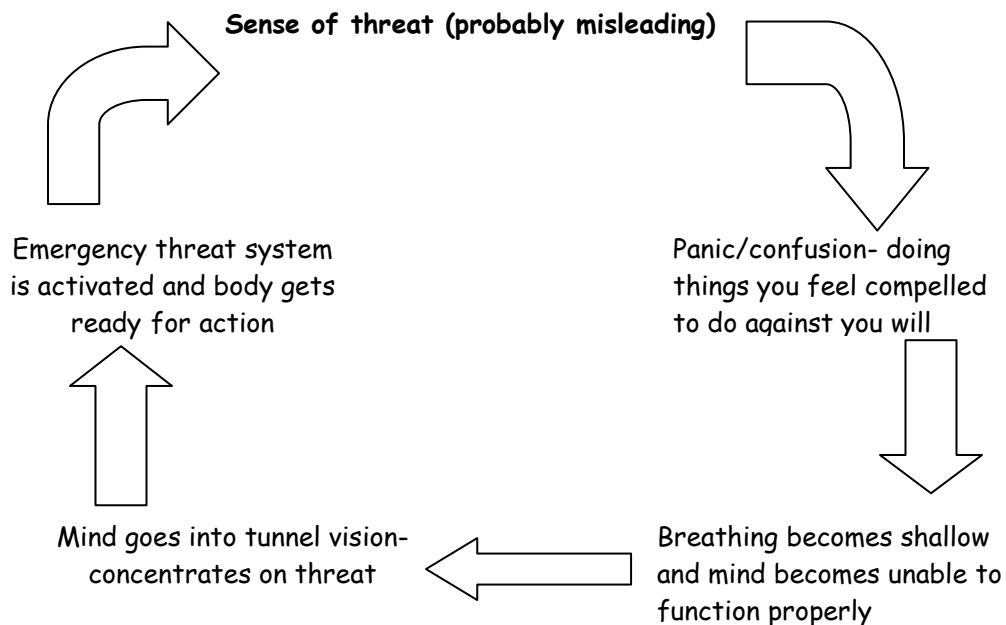 Sense of threat (probably misleading)
Panic/confusion- doing
things you feel compelled
to do against you will
Breathing becomes shallow
and mind becomes unable to
function properly
Mind goes into tunnel vision-
concentrates on threat
Emergency threat system
is activated and body gets
ready for action